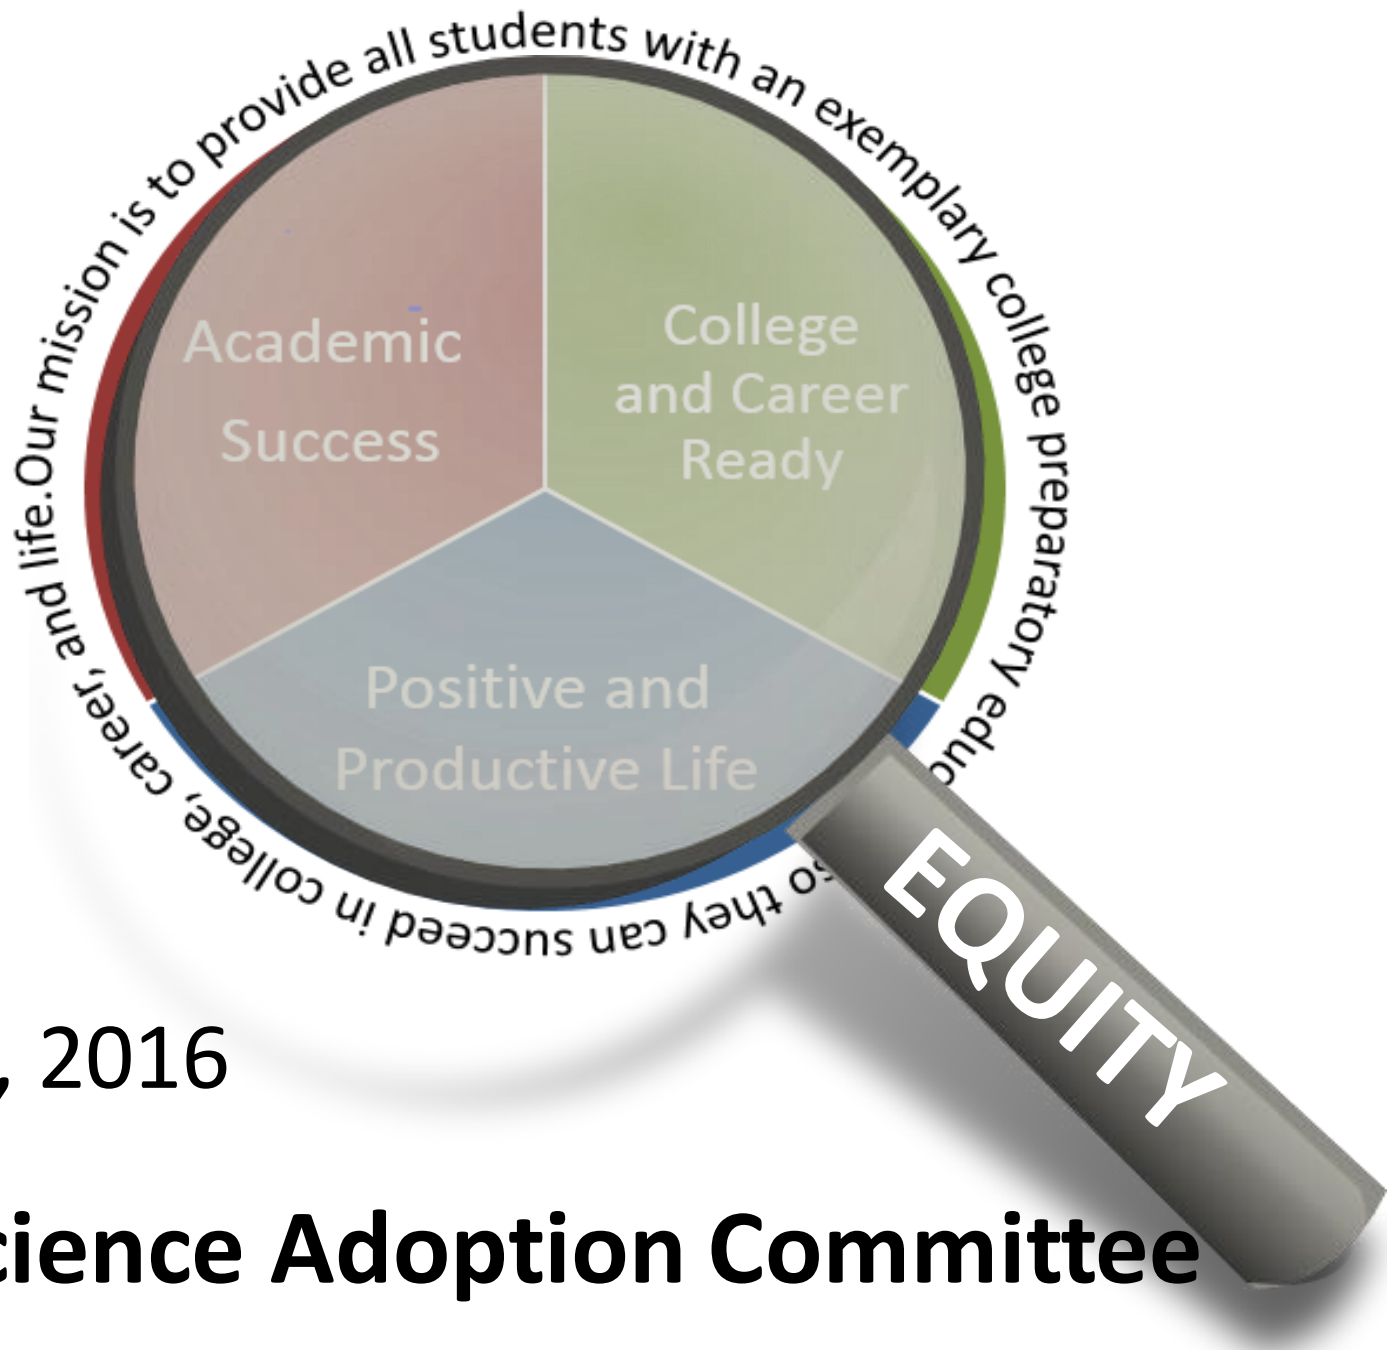 Our mission is to provide all students with an exemplary college preparatory educ
so they can succeed in college, career, and life.
Academic
Success
College
and Career
Ready
Positive and
Productive Life
EQUITY
, 2016
cience Adoption Committee